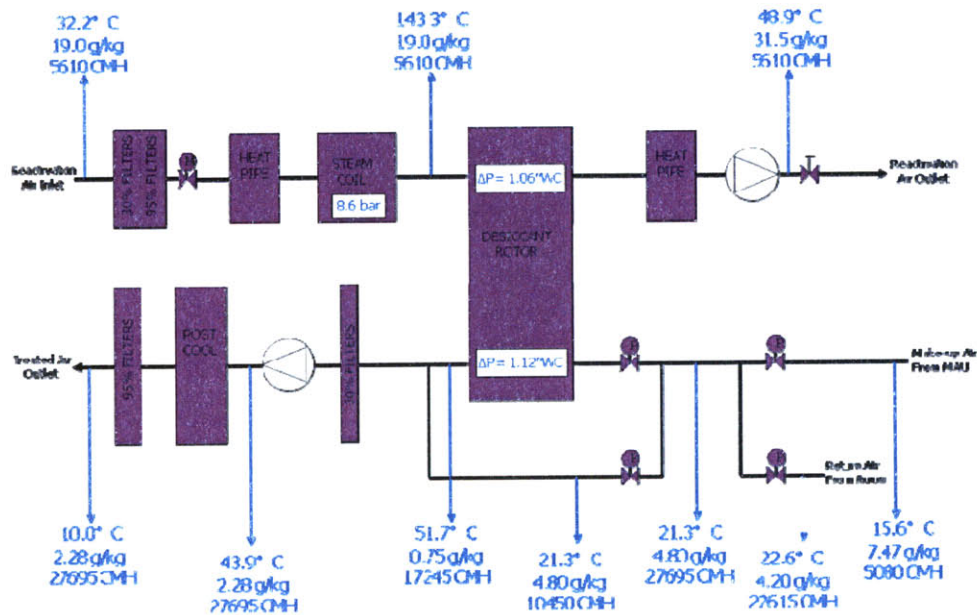 32.2° C
19.0 g/kg
5610 CMH
143.3° C
19.0 g/kg
5610 CMH
48.9° C
31.5 g/kg
5610 CMH
Reactivation
Air Inlet
30% FILTERS
95% FILTERS
HEAT
PIPE
STEAM
COIL
8.6 bar
ΔP = 1.06"WC
DESICCANT
ROTOR
HEAT
PIPE
Reactivation
Air Outlet
Treated Air
Outlet
95% FILTERS
POST
COOL
30% FILTERS
ΔP = 1.12"WC
Make-up Air
From MAU
Return Air
From Room
10.0° C
2.28 g/kg
27695 CMH
43.9° C
2.28 g/kg
27695 CMH
51.7° C
0.75 g/kg
17245 CMH
21.3° C
4.80 g/kg
10450 CMH
21.3° C
4.80 g/kg
27695 CMH
22.6° C
4.20 g/kg
22615 CMH
15.6° C
7.47 g/kg
5080 CMH